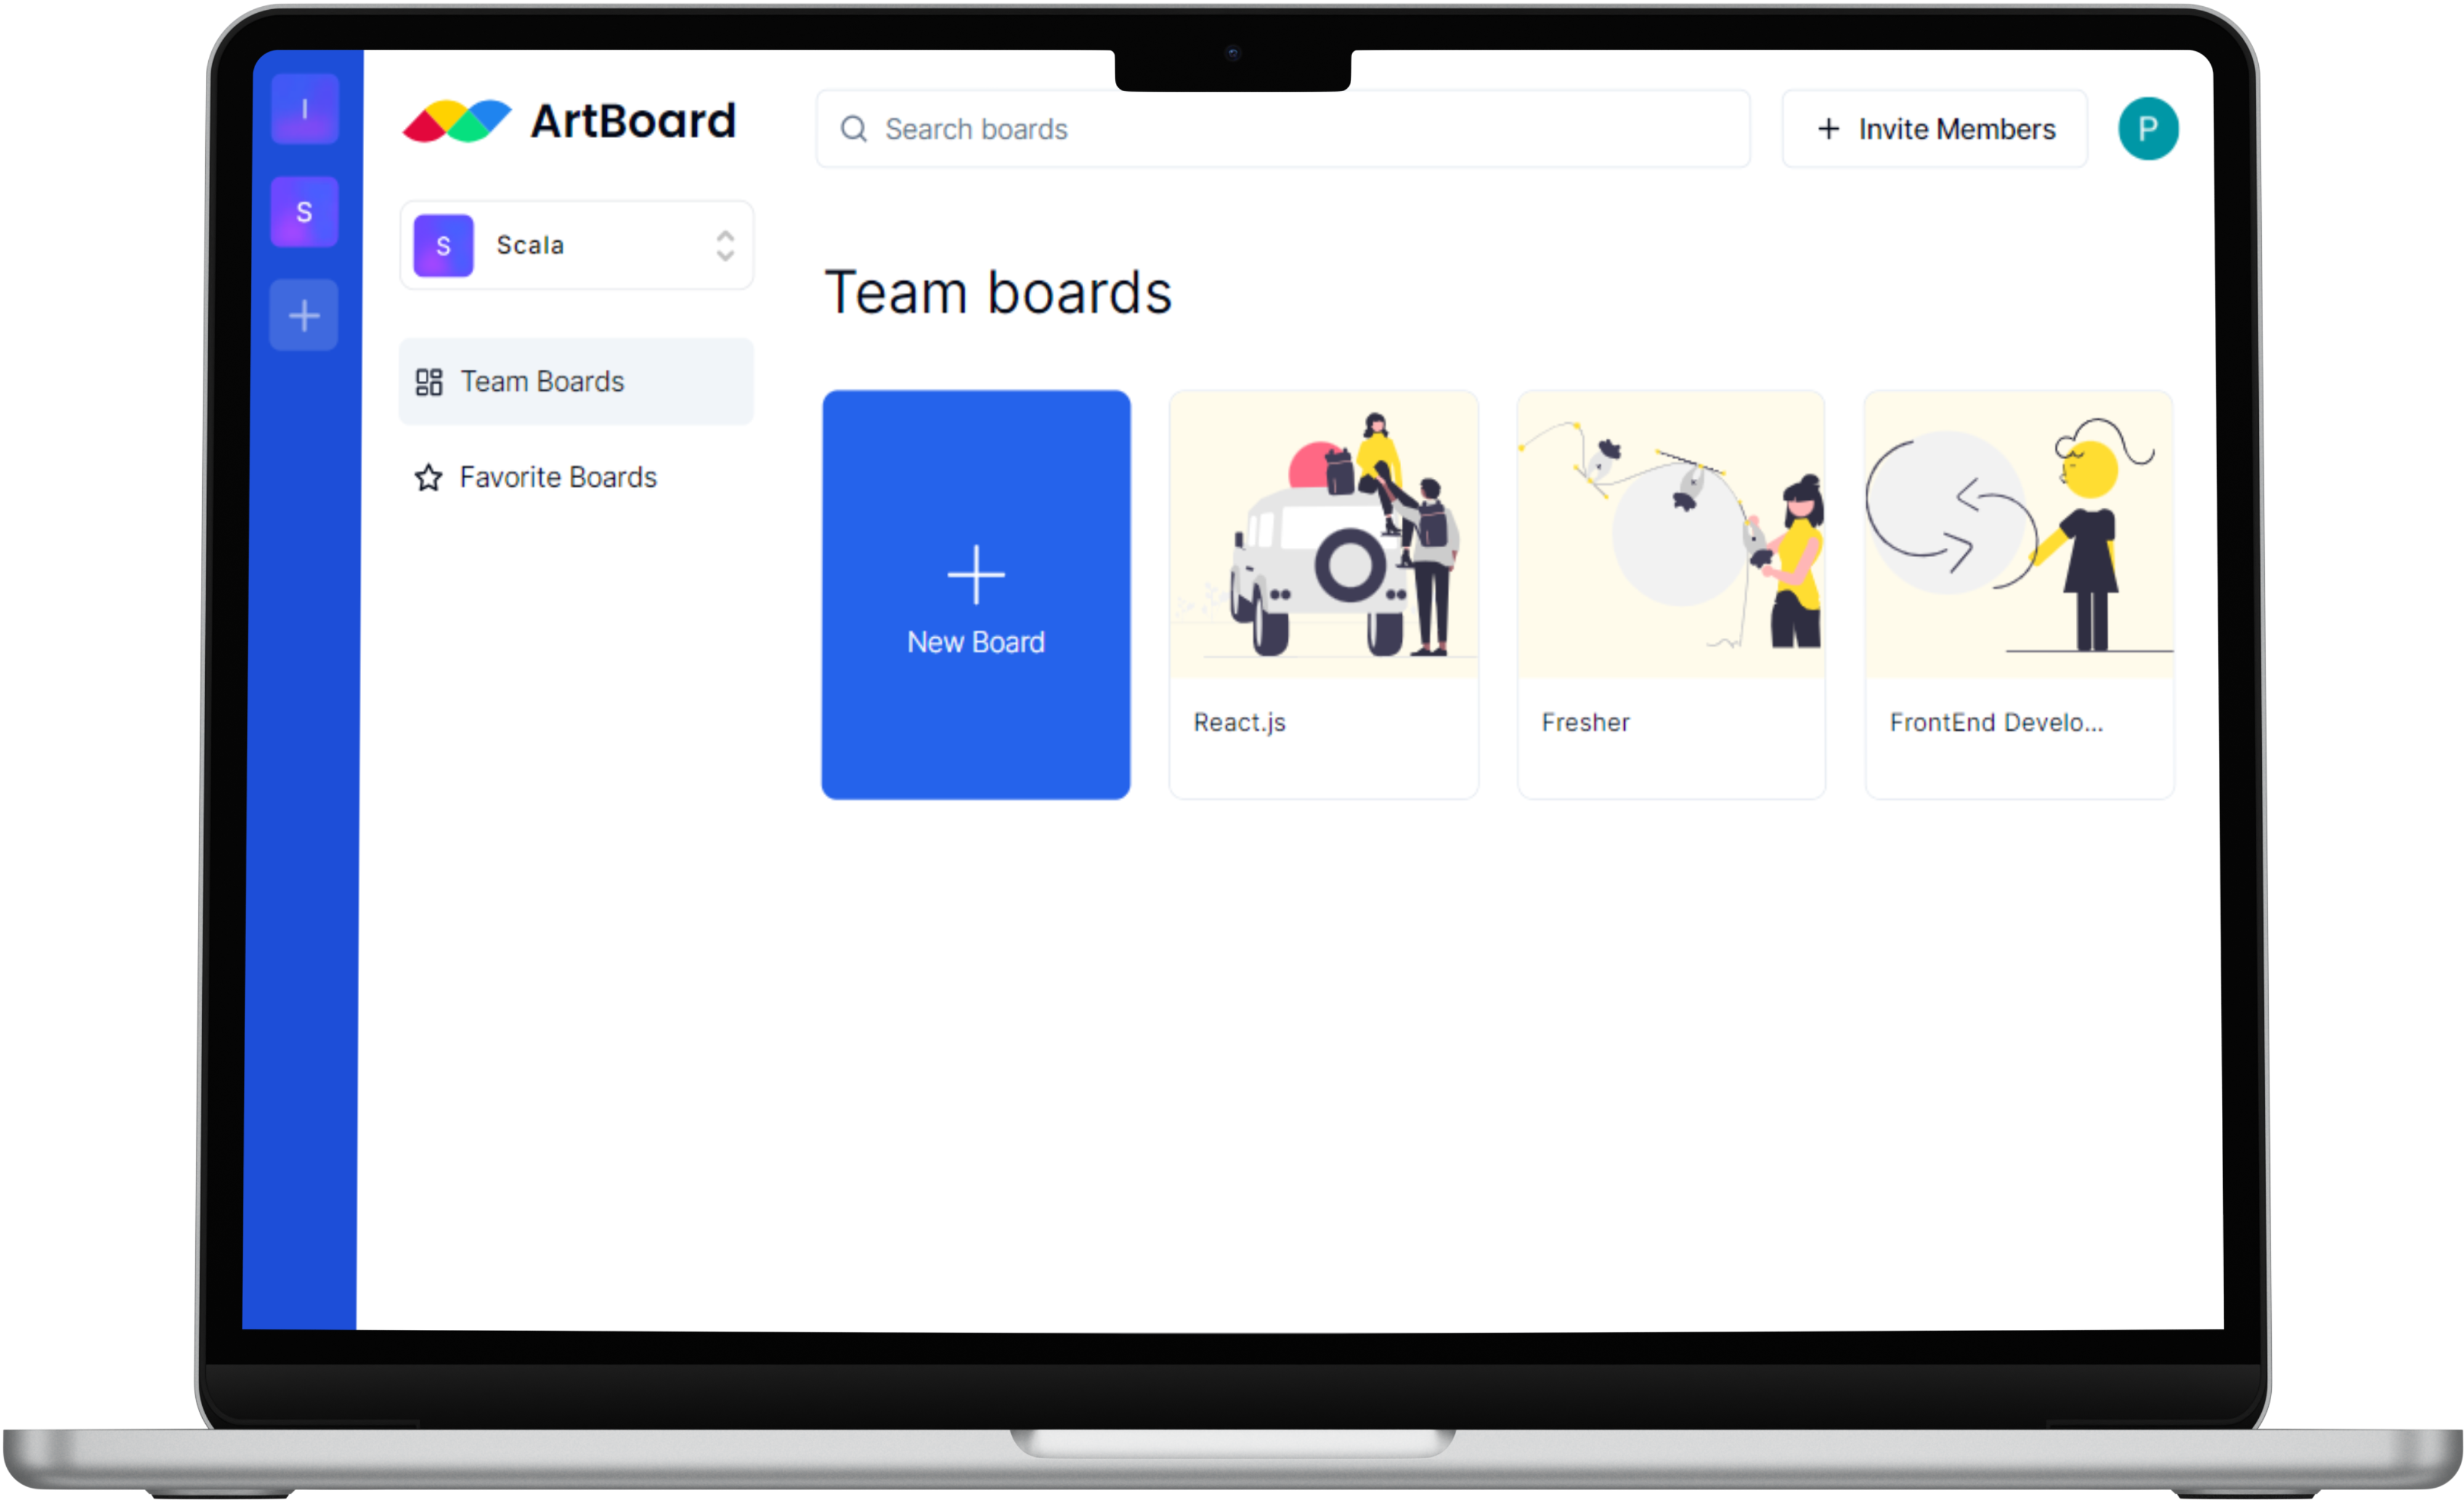 I
S
ArtBoard
Search boards
Invite Members
P
S
Scala
Team Boards
Favorite Boards
Team boards
New Board
React.js
Fresher
FrontEnd Develo...